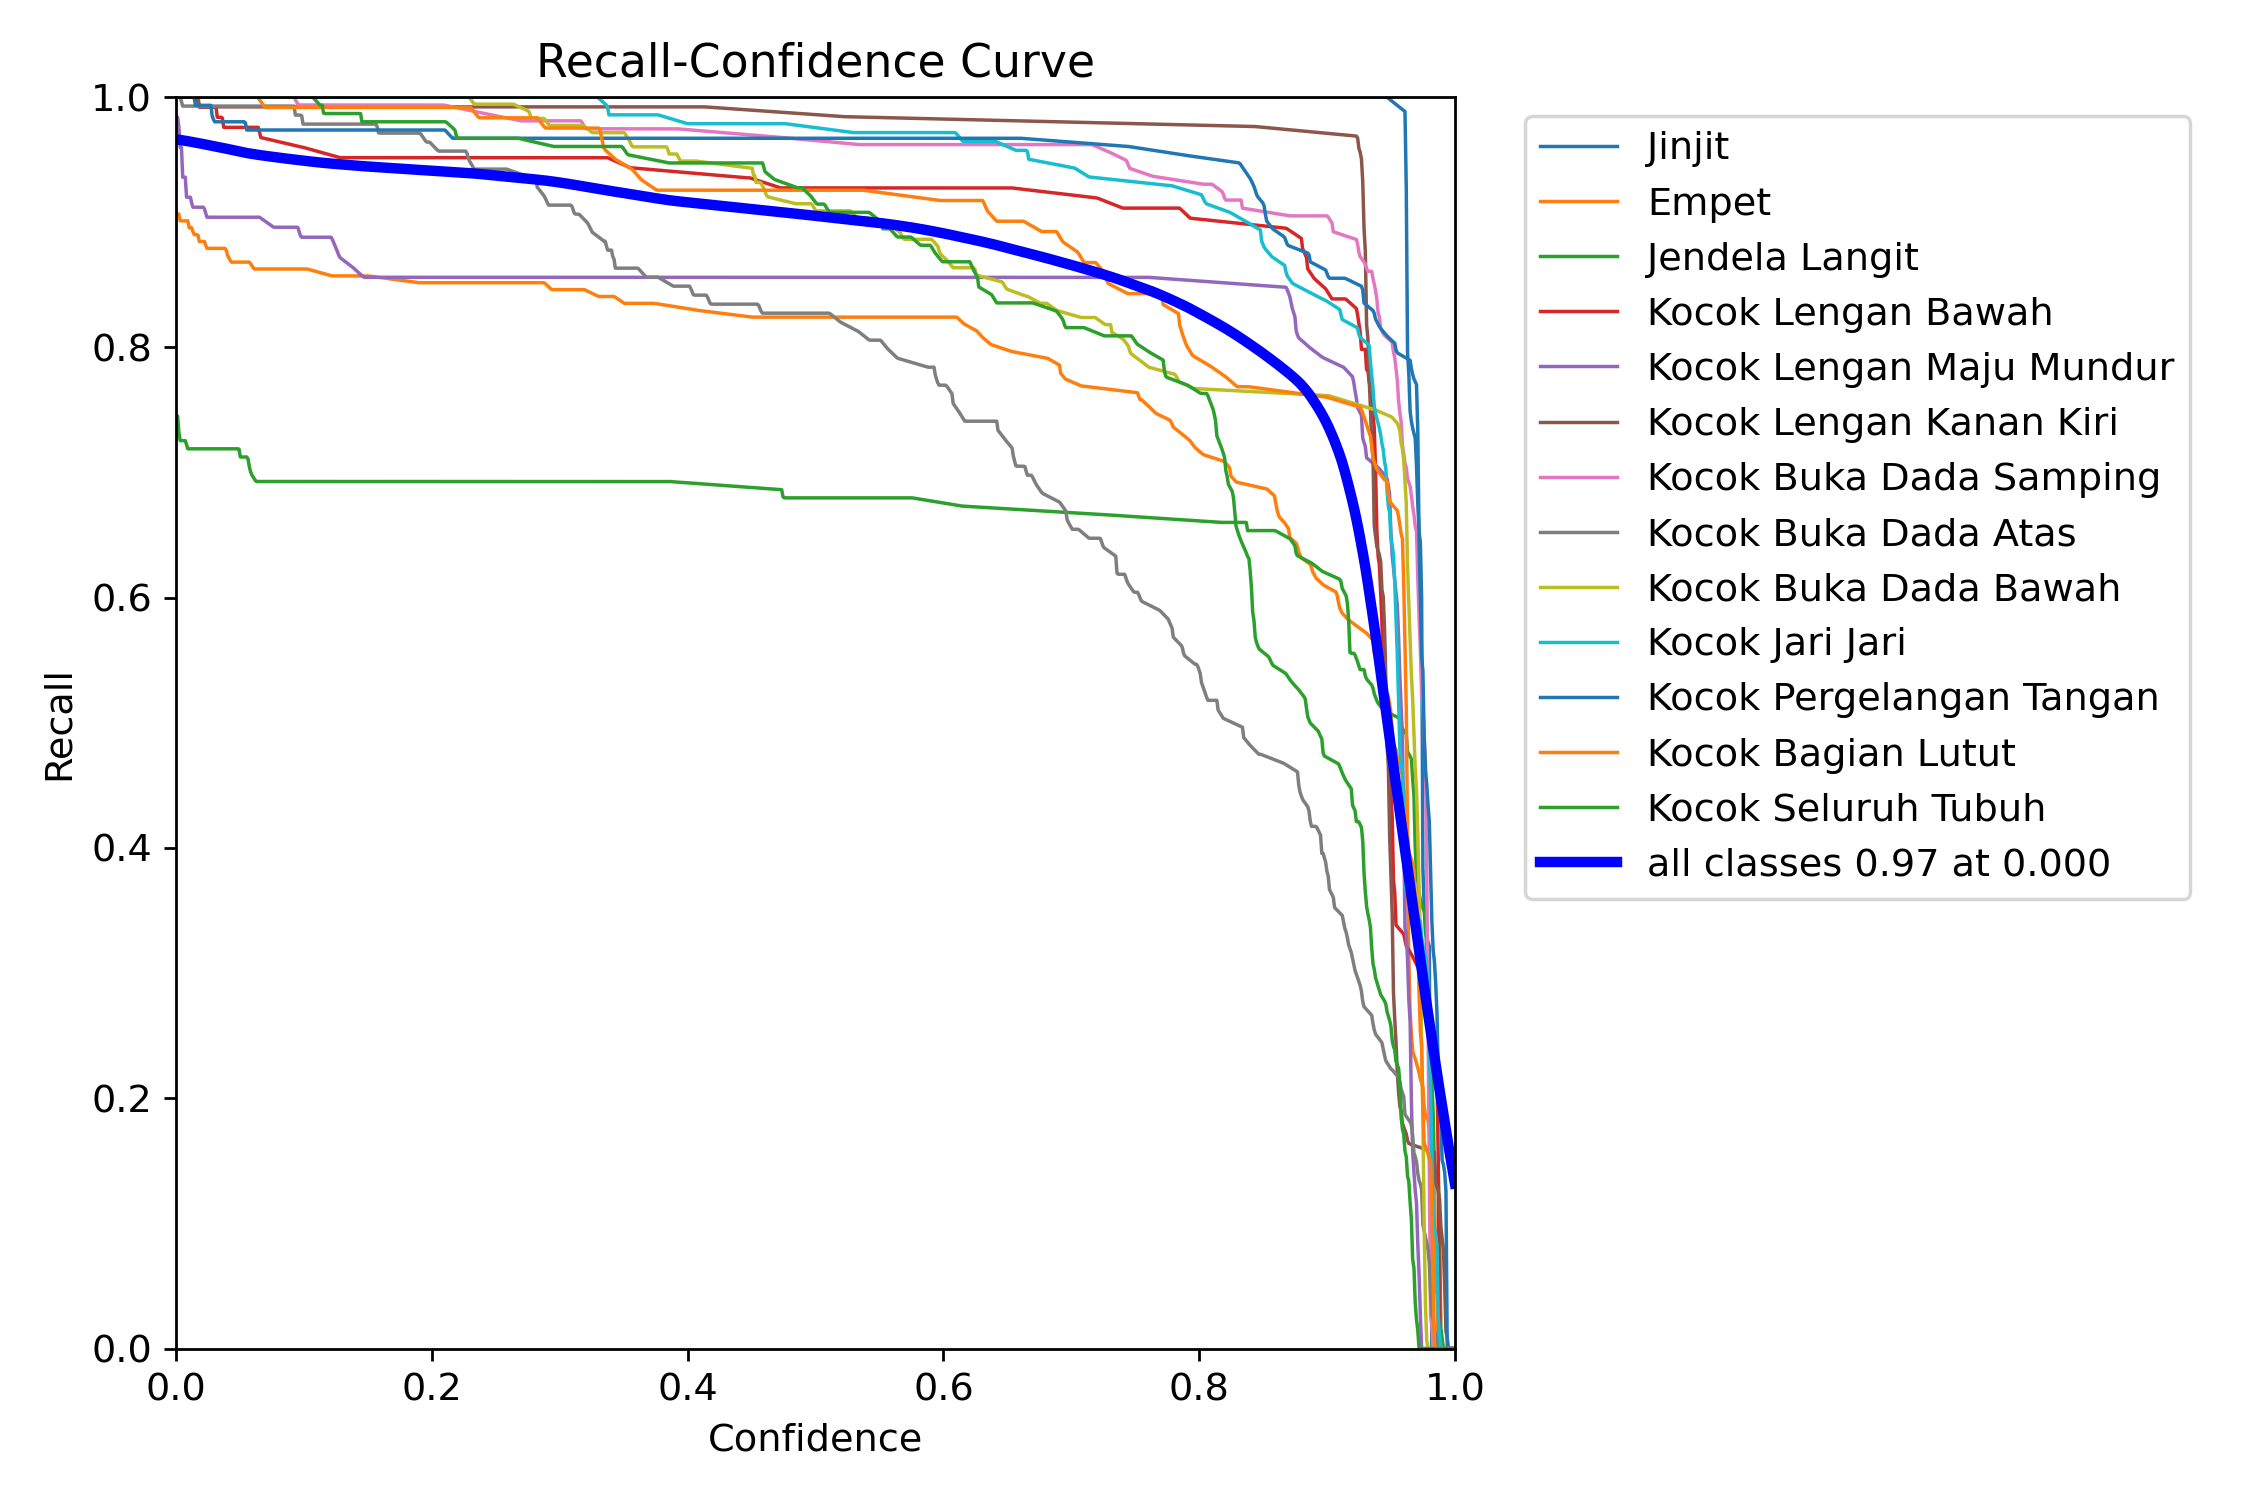 Recall-Confidence Curve
1.0
0.8
0.6
0.4
0.2
0.0
Recall
0.0 0.2 0.4 0.6 0.8 1.0
Confidence
Jinjit
Empet
Jendela Langit
Kocok Lengan Bawah
Kocok Lengan Maju Mundur
Kocok Lengan Kanan Kiri
Kocok Buka Dada Samping
Kocok Buka Dada Atas
Kocok Buka Dada Bawah
Kocok Jari Jari
Kocok Pergelangan Tangan
Kocok Bagian Lutut
Kocok Seluruh Tubuh
all classes 0.97 at 0.000